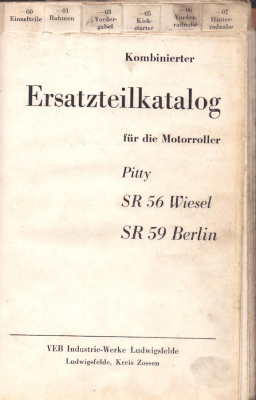 —00
Einzelteile
—01
Rahmen
—03
Vorder-
gabel
—05
Kick-
starter
—06
Vorder-
radnabe
—07
Hinter-
radnabe
Kombinierter
Ersatzteilkatalog
für die Motorroller
Pitty
SR 56 Wiesel
SR 59 Berlin
VEB Industrie-Werke Ludwigsfelde
Ludwigsfelde, Kreis Zossen